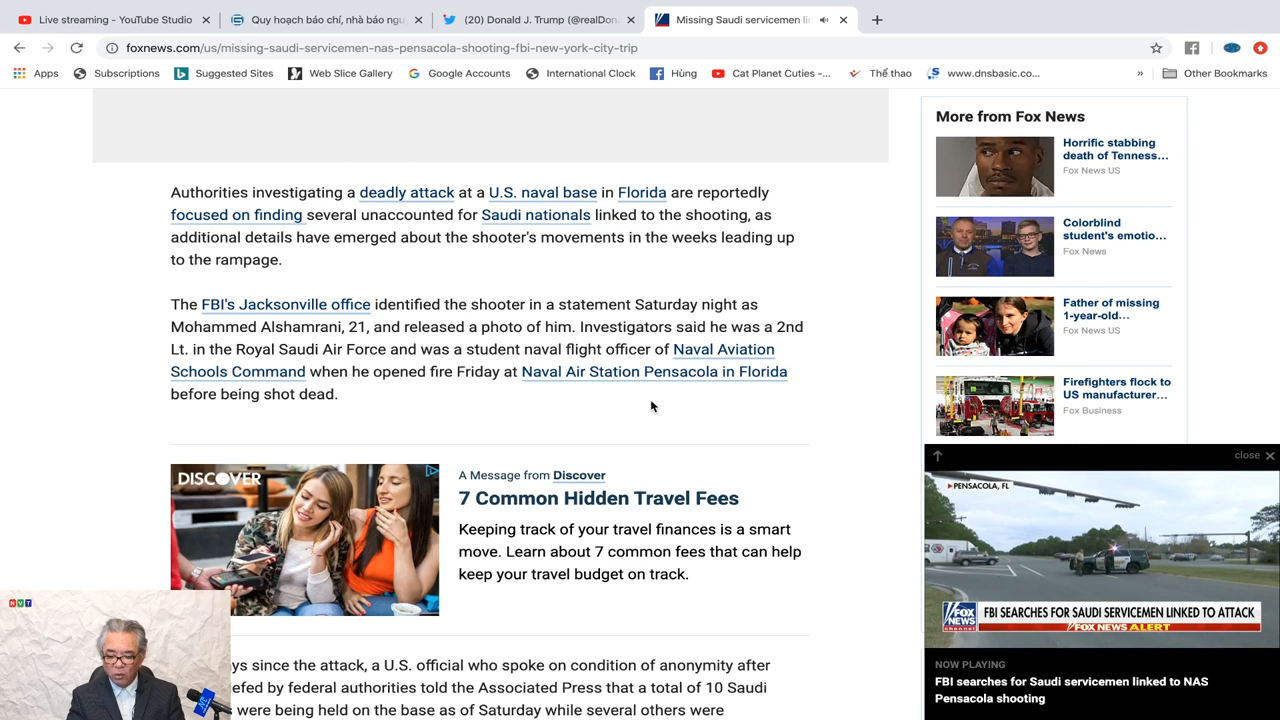 Live streaming - YouTube Studio
Quy hoạch báo chí, nhà báo ngu
(20) Donald J. Trump (@realDon
Missing Saudi servicemen li
foxnews.com/us/missing-saudi-servicemen-nas-pensacola-shooting-fbi-new-york-city-trip
Apps
Subscriptions
Suggested Sites
Web Slice Gallery
Google Accounts
International Clock
Hùng
Cat Planet Cuties -...
Thể thao
www.dnsbasic.co...
»
Other Bookmarks
Authorities investigating a deadly attack at a U.S. naval base in Florida are reportedly
focused on finding several unaccounted for Saudi nationals linked to the shooting, as
additional details have emerged about the shooter's movements in the weeks leading up
to the rampage.
The FBI's Jacksonville office identified the shooter in a statement Saturday night as
Mohammed Alshamani, 21, and released a photo of him. Investigators said he was a 2nd
Lt. in the Royal Saudi Air Force and was a student naval flight officer of Naval Aviation
Schools Command when he opened fire Friday at Naval Air Station Pensacola in Florida
before being shot dead.
DISCOVER
A Message from Discover
7 Common Hidden Travel Fees
Keeping track of your travel finances is a smart
move. Learn about 7 common fees that can help
keep your travel budget on track.
ys since the attack, a U.S. official who spoke on condition of anonymity after
efed by federal authorities told the Associated Press that a total of 10 Saudi
were being held on the base as of Saturday while several others were
NVT
More from Fox News
Horrific stabbing
death of Tenness...
Fox News US
Colorblind
student's emotio...
Fox News
Father of missing
1-year-old...
Fox News US
Firefighters flock to
US manufacturer...
Fox Business
close
PENSACOLA, FL
FOX
NEWS
channel
FBI SEARCHES FOR SAUDI SERVICEMEN LINKED TO ATTACK
FOX NEWS ALERT
NOW PLAYING
FBI searches for Saudi servicemen linked to NAS
Pensacola shooting